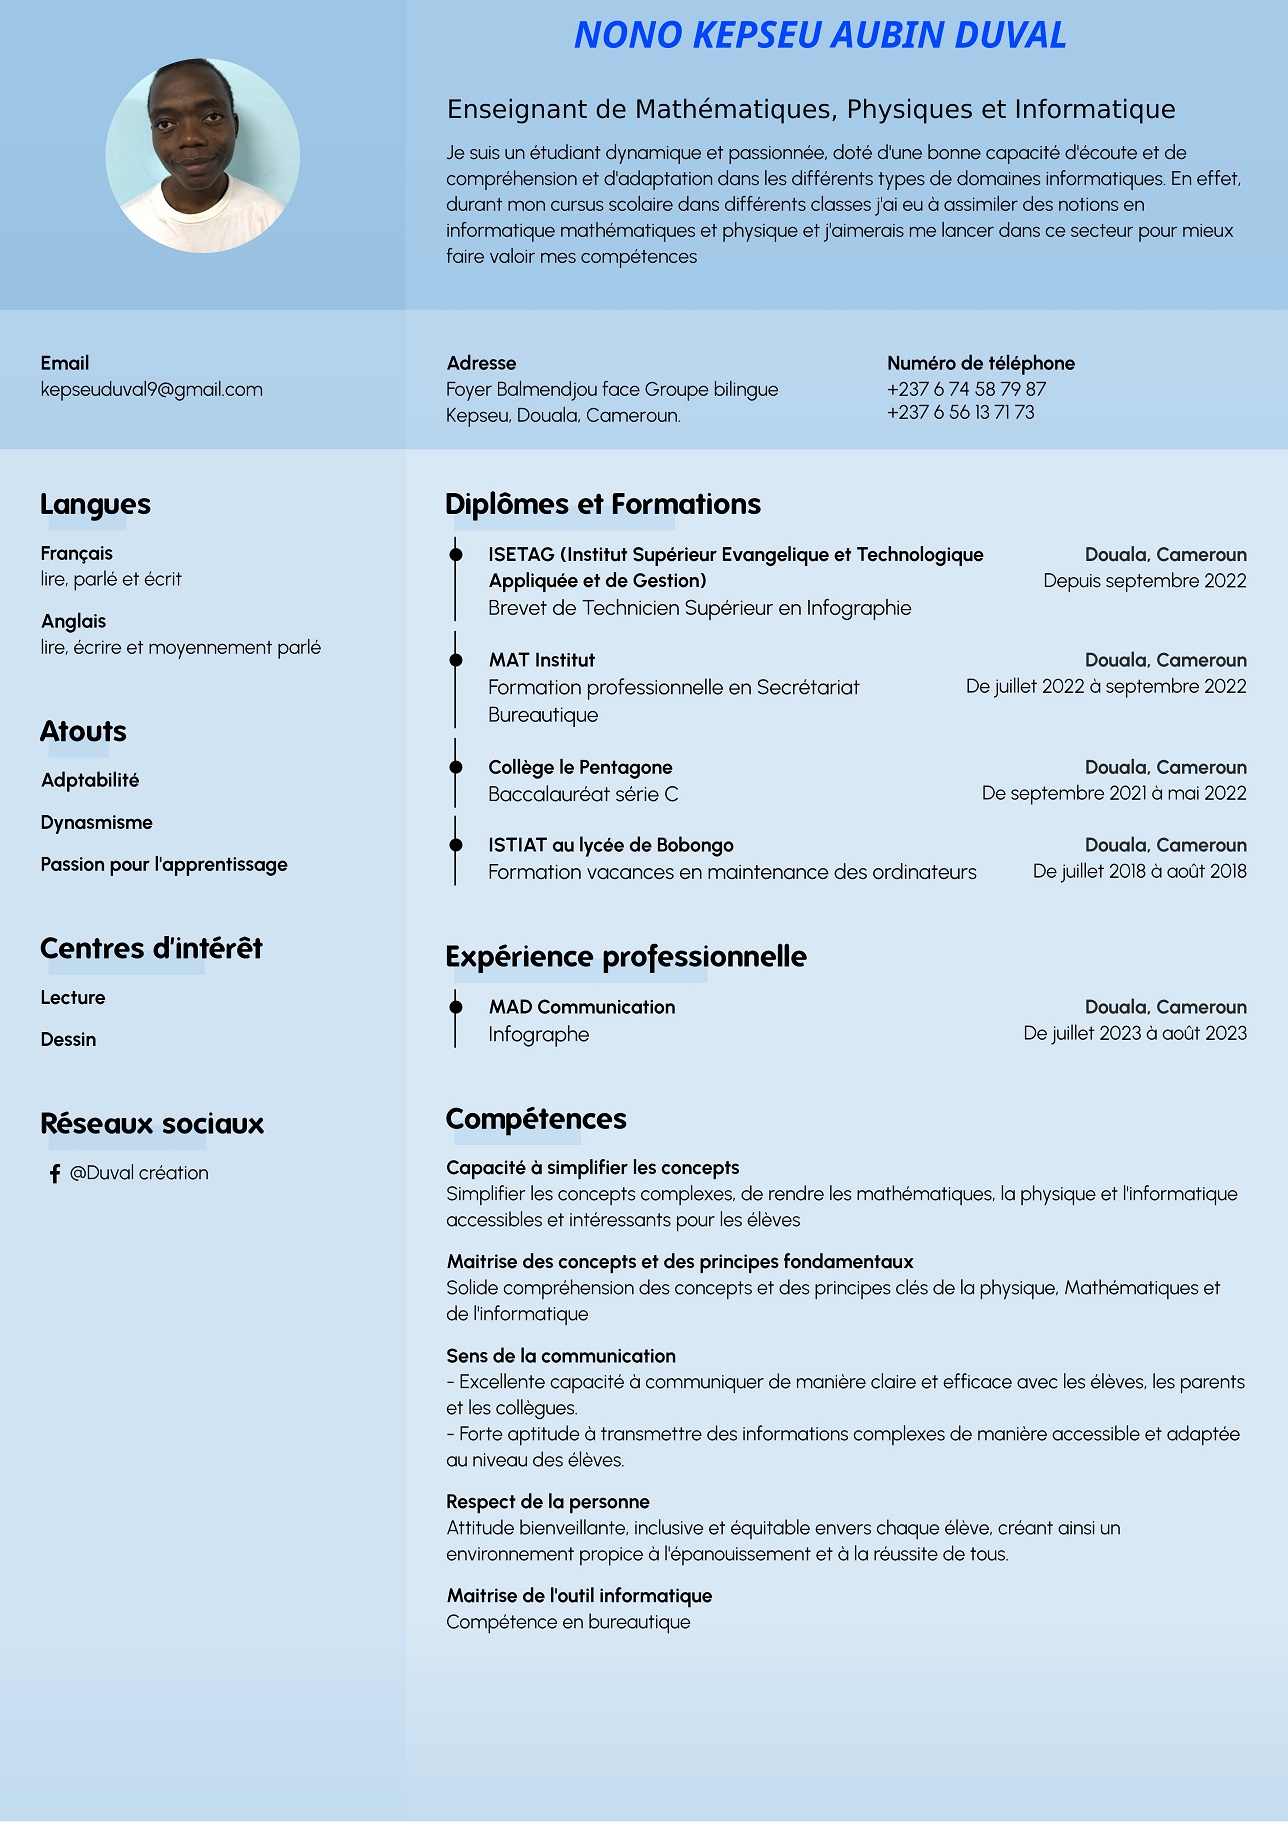 NONO KEPSEU AUBIN DUVAL
Enseignant de Mathématiques, Physiques et Informatique
Je suis un étudiant dynamique et passionnée, doté d'une bonne capacité d'écoute et de
compréhension et d'adaptation dans les différents types de domaines informatiques. En effet,
durant mon cursus scolaire dans différents classes j'ai eu à assimiler des notions en
informatique mathématiques et physique et j'aimerais me lancer dans ce secteur pour mieux
faire valoir mes compétences
Email
kepseuduval9@gmail.com
Adresse
Foyer Balmendjou face Groupe bilingue
Kepseu, Douala, Cameroun.
Numéro de téléphone
+237 6 74 58 79 87
+237 6 56 13 71 73
Langues
Français
lire, parlé et écrit
Anglais
lire, écrire et moyennement parlé
Atouts
Adptabilité
Dynasmisme
Passion pour l'apprentissage
Centres d'intérêt
Lecture
Dessin
Réseaux sociaux
@Duval création
Diplômes et Formations
ISETAG (Institut Supérieur Evangelique et Technologique
Appliquée et de Gestion)
Brevet de Technicien Supérieur en Infographie
Douala, Cameroun
Depuis septembre 2022
MAT Institut
Formation professionnelle en Secrétariat
Bureautique
Douala, Cameroun
De juillet 2022 à septembre 2022
Collège le Pentagone
Baccalauréat série C
Douala, Cameroun
De septembre 2021 à mai 2022
ISTIAT au lycée de Bobongo
Formation vacances en maintenance des ordinateurs
Douala, Cameroun
De juillet 2018 à août 2018
Expérience professionnelle
MAD Communication
Infographe
Douala, Cameroun
De juillet 2023 à août 2023
Compétences
Capacité à simplifier les concepts
Simplifier les concepts complexes, de rendre les mathématiques, la physique et l'informatique
accessibles et intéressants pour les élèves
Maitrise des concepts et des principes fondamentaux
Solide compréhension des concepts et des principes clés de la physique, Mathématiques et
de l'informatique
Sens de la communication
- Excellente capacité à communiquer de manière claire et efficace avec les élèves, les parents
et les collègues.
- Forte aptitude à transmettre des informations complexes de manière accessible et adaptée
au niveau des élèves.
Respect de la personne
Attitude bienveillante, inclusive et équitable envers chaque élève, créant ainsi un
environnement propice à l'épanouissement et à la réussite de tous.
Maitrise de l'outil informatique
Compétence en bureautique